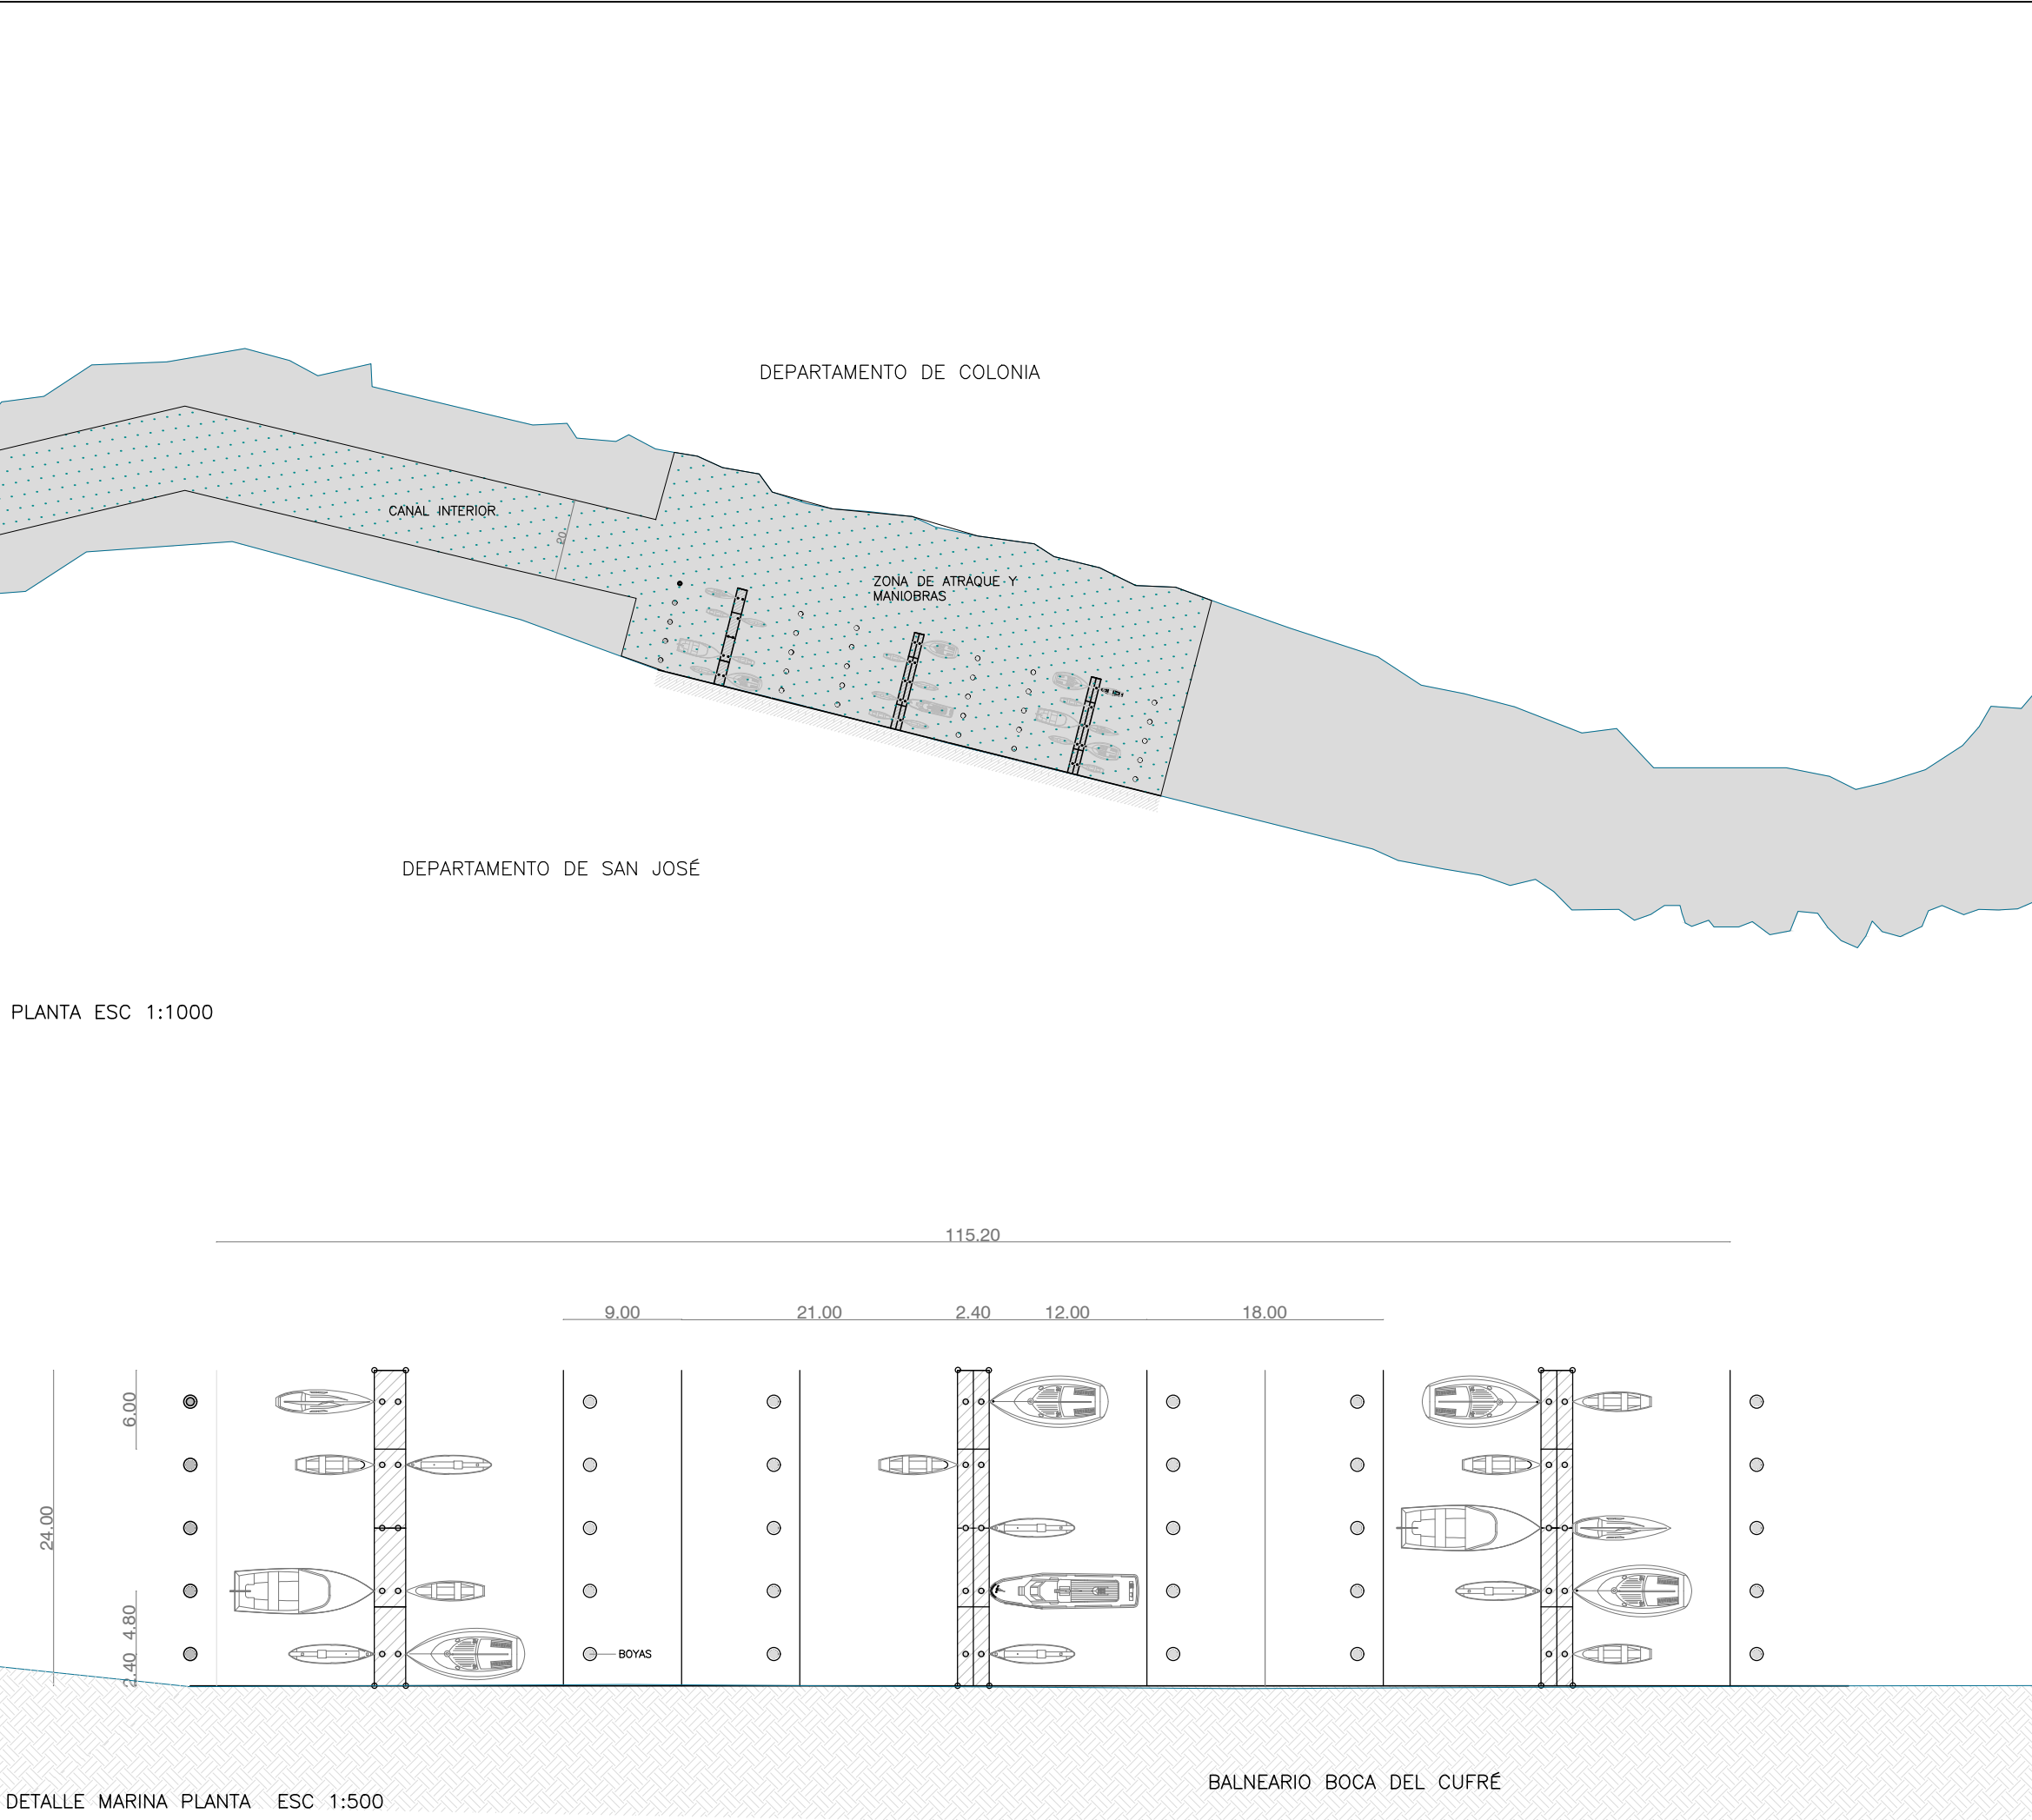 DEPARTAMENTO DE COLONIA
CANAL INTERIOR
20
ZONA DE ATRAQUE Y
MANIOBRAS
DEPARTAMENTO DE SAN JOSÉ
PLANTA ESC 1:1000
115.20
9.00 21.00 2.40 12.00 18.00
6.00
24.00
4.80
2.40
BOYAS
BALNEARIO BOCA DEL CUFRÉ
DETALLE MARINA PLANTA ESC 1:500